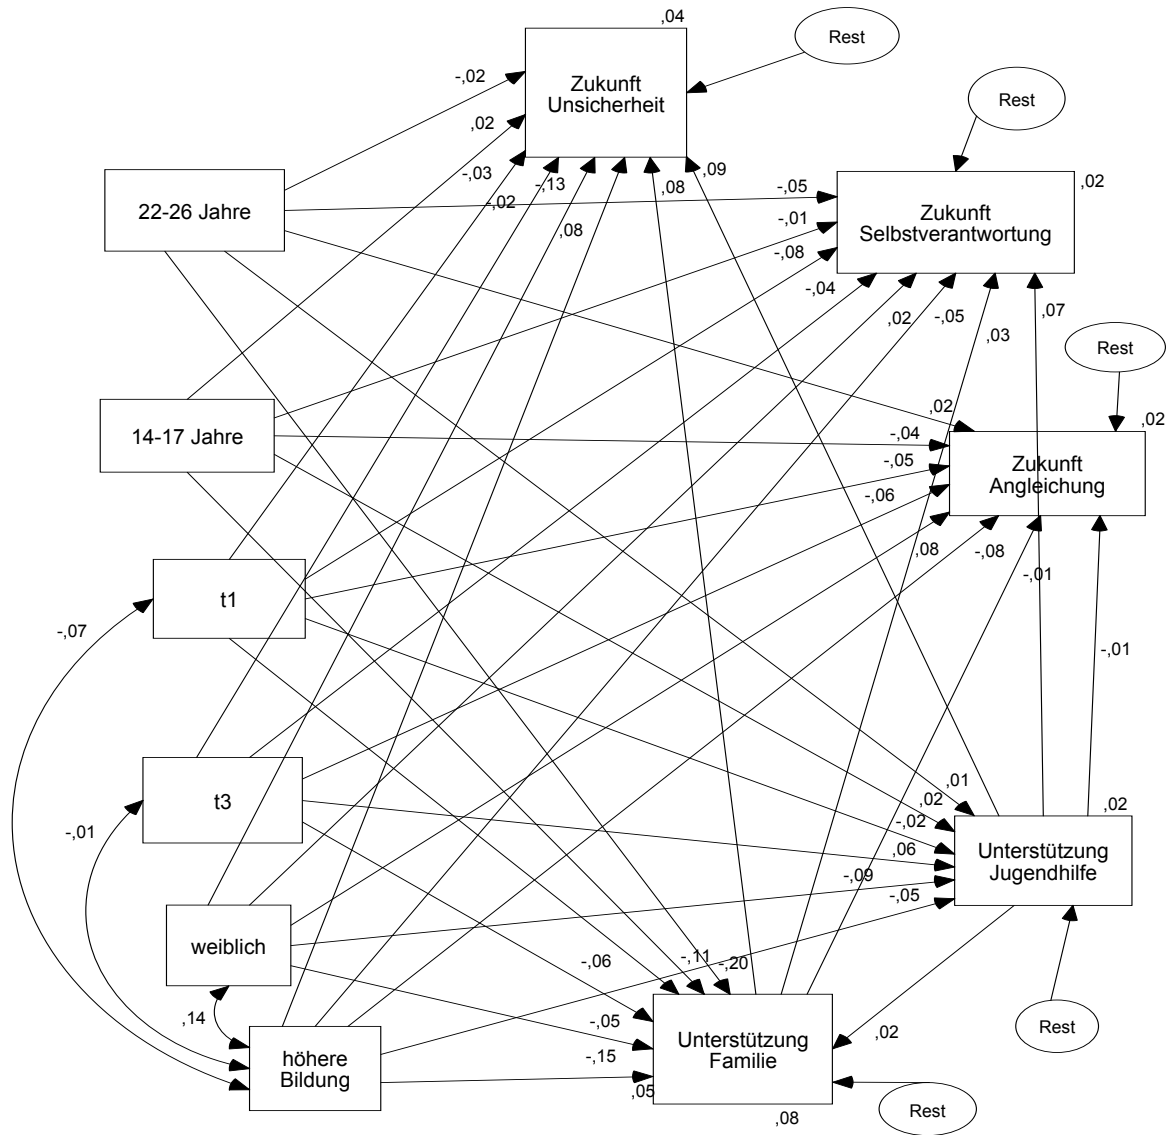 ,04
Rest
Zukunft
Unsicherheit
-,02
,02
-,03
-,02
-,13
,08
,08
,09
Rest
22-26 Jahre
-,05
-,01
-,08
-,04
Zukunft
Selbstverantwortung
,02
,02
-,05
,03
,07
Rest
14-17 Jahre
,02
-,04
-,05
-,06
Zukunft
Angleichung
,02
,08
-,08
-,01
-,01
t1
-,07
t3
-,01
,01
,02
-,02
,06
-,09
-,05
Unterstützung
Jugendhilfe
,02
weiblich
,14
höhere
Bildung
-,06
-,11
-,20
-,05
-,15
,05
Unterstützung
Familie
,02
,08
Rest
Rest